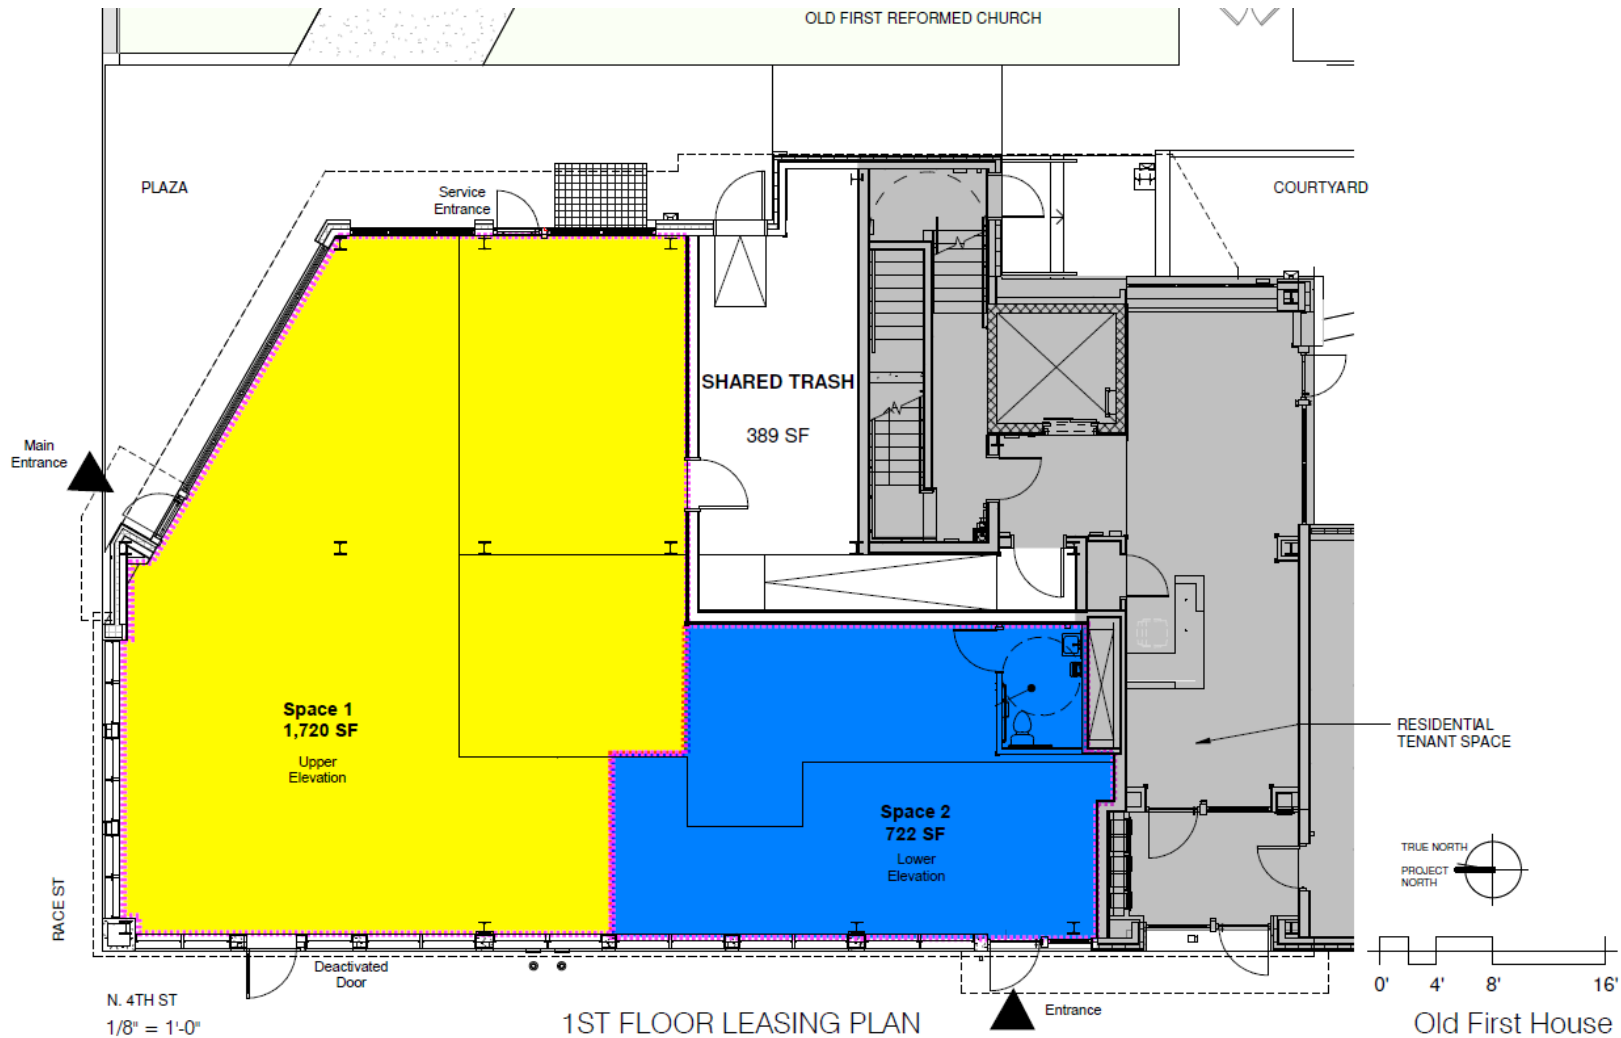 OLD FIRST REFORMED CHURCH
PLAZA
Service
Entrance
COURTYARD
SHARED TRASH
389 SF
Main
Entrance
Space 1
1,720 SF
Upper
Elevation
RESIDENTIAL
TENANT SPACE
Space 2
722 SF
Lower
Elevation
TRUE NORTH
PROJECT
NORTH
RACE ST
Deactivated
Door
0' 4' 8' 16'
N. 4TH ST
1/8" = 1'-0"
1ST FLOOR LEASING PLAN
Entrance
Old First House